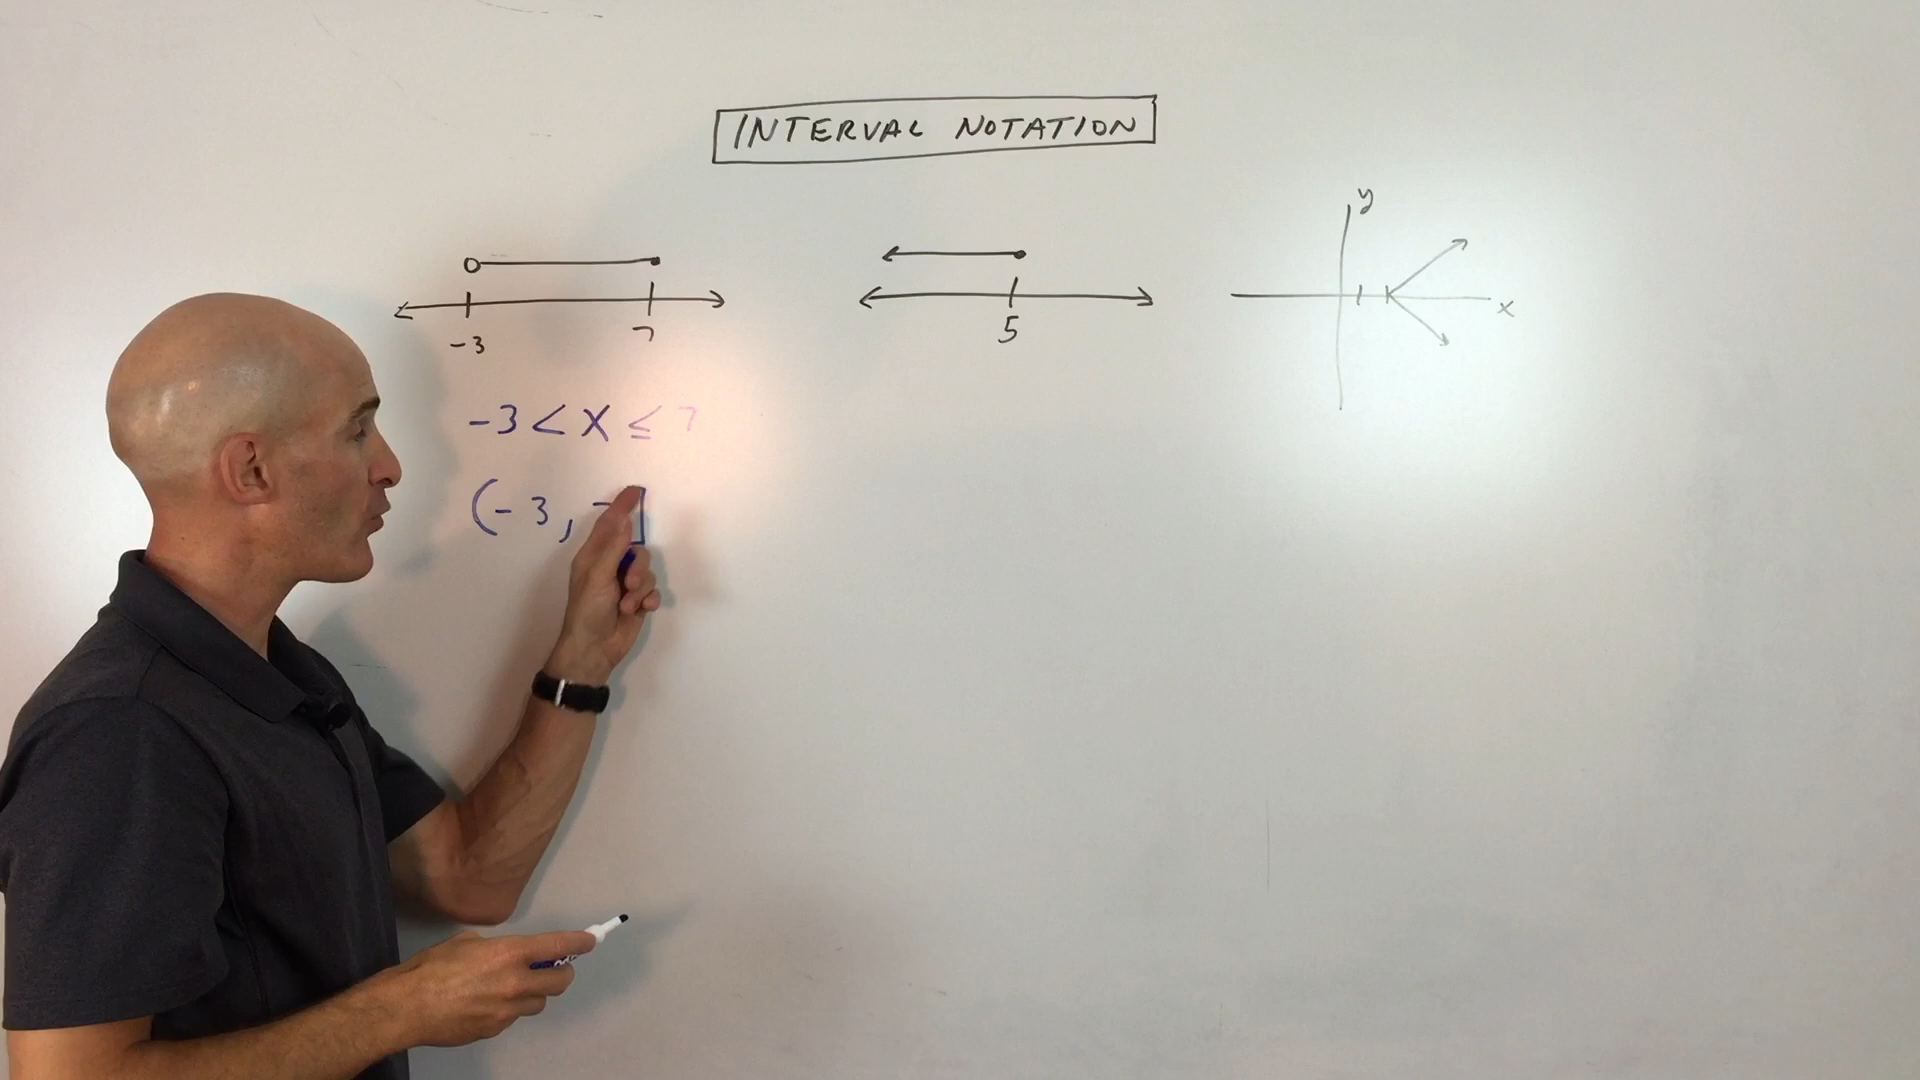 INTERVAL NOTATION
y
-3 7
5
x
-3 < X ≤ 7
(-3, 7]